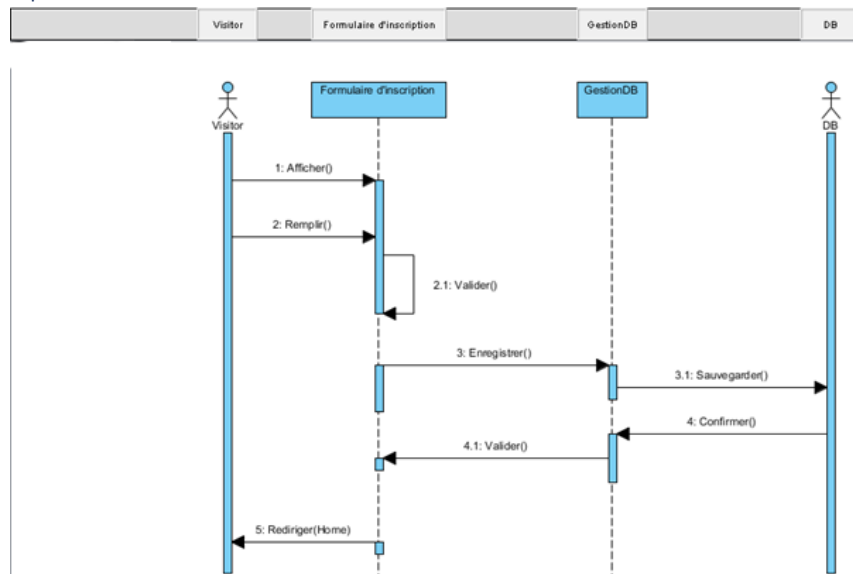 Visitor Formulaire d'inscription GestionDB DB
Formulaire d'inscription GestionDB
Visitor DB
1: Afficher()
2: Remplir()
2.1: Valider()
3: Enregistrer()
3.1: Sauvegarder()
4: Confirmer()
4.1: Valider()
5: Rediriger(Home)